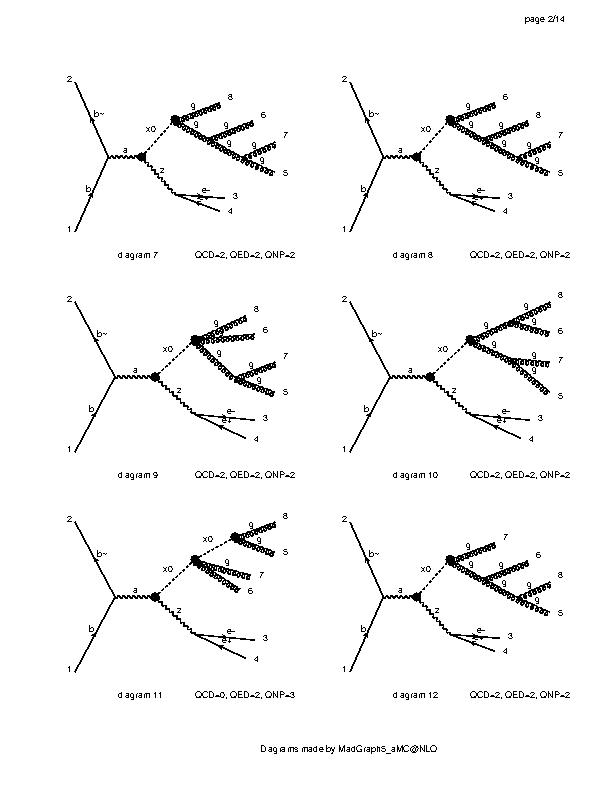 page 2/14
2
b~
b
1
a
x0
z
g
8
g
g
6
g
g
7
g
5
e-
e+
3
4
diagram 7 QCD=2, QED=2, QNP=2
2
b~
b
1
a
x0
z
g
6
g
g
8
g
g
7
g
5
e-
e+
3
4
diagram 8 QCD=2, QED=2, QNP=2
2
b~
b
1
a
x0
z
g
8
g
6
g
g
7
g
5
e-
e+
3
4
diagram 9 QCD=2, QED=2, QNP=2
2
b~
b
1
a
x0
z
g
g
8
g
6
g
g
7
g
5
e-
e+
3
4
diagram 10 QCD=2, QED=2, QNP=2
2
b~
b
1
a
x0
x0
z
g
8
g
5
g
7
g
6
e-
e+
3
4
diagram 11 QCD=0, QED=2, QNP=3
2
b~
b
1
a
x0
z
g
7
g
g
6
g
g
8
g
5
e-
e+
3
4
diagram 12 QCD=2, QED=2, QNP=2
Diagrams made by MadGraph5_aMC@NLO